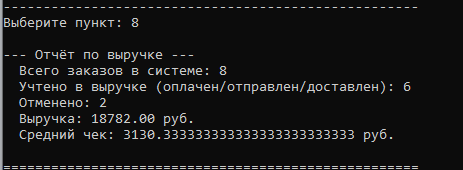 --------------------------------------------------
Выберите пункт: 8
--- Отчёт по выручке ---
Всего заказов в системе: 8
Учтено в выручке (оплачен/отправлен/доставлен): 6
Отменено: 2
Выручка: 18782.00 руб.
Средний чек: 3130.333333333333333333333333 руб.
==================================================